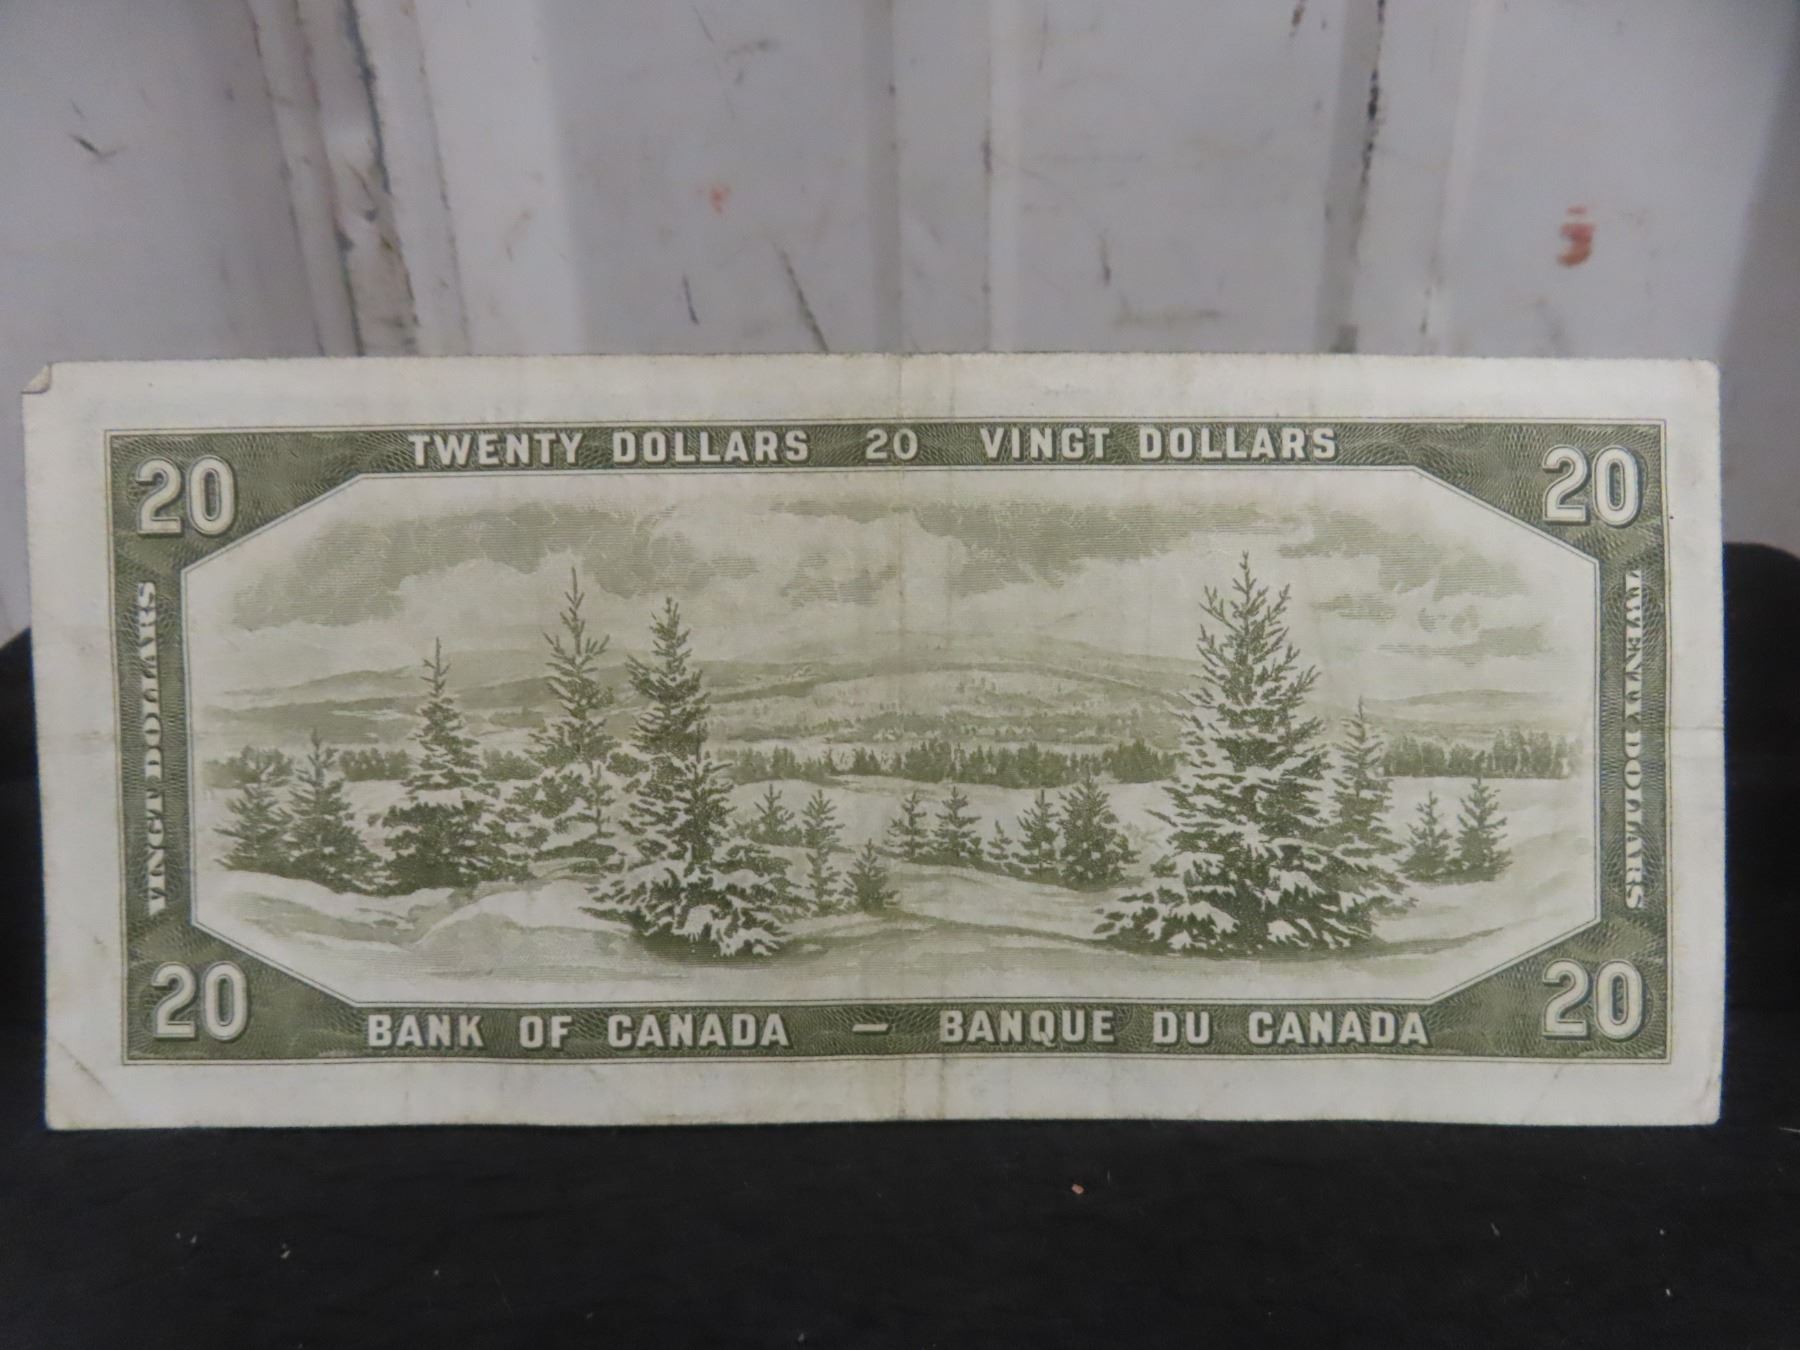 TWENTY DOLLARS 20 VINGT DOLLARS
20
20
VINGT DOLLARS
TWENTY DOLLARS
20
20
BANK OF CANADA – BANQUE DU CANADA